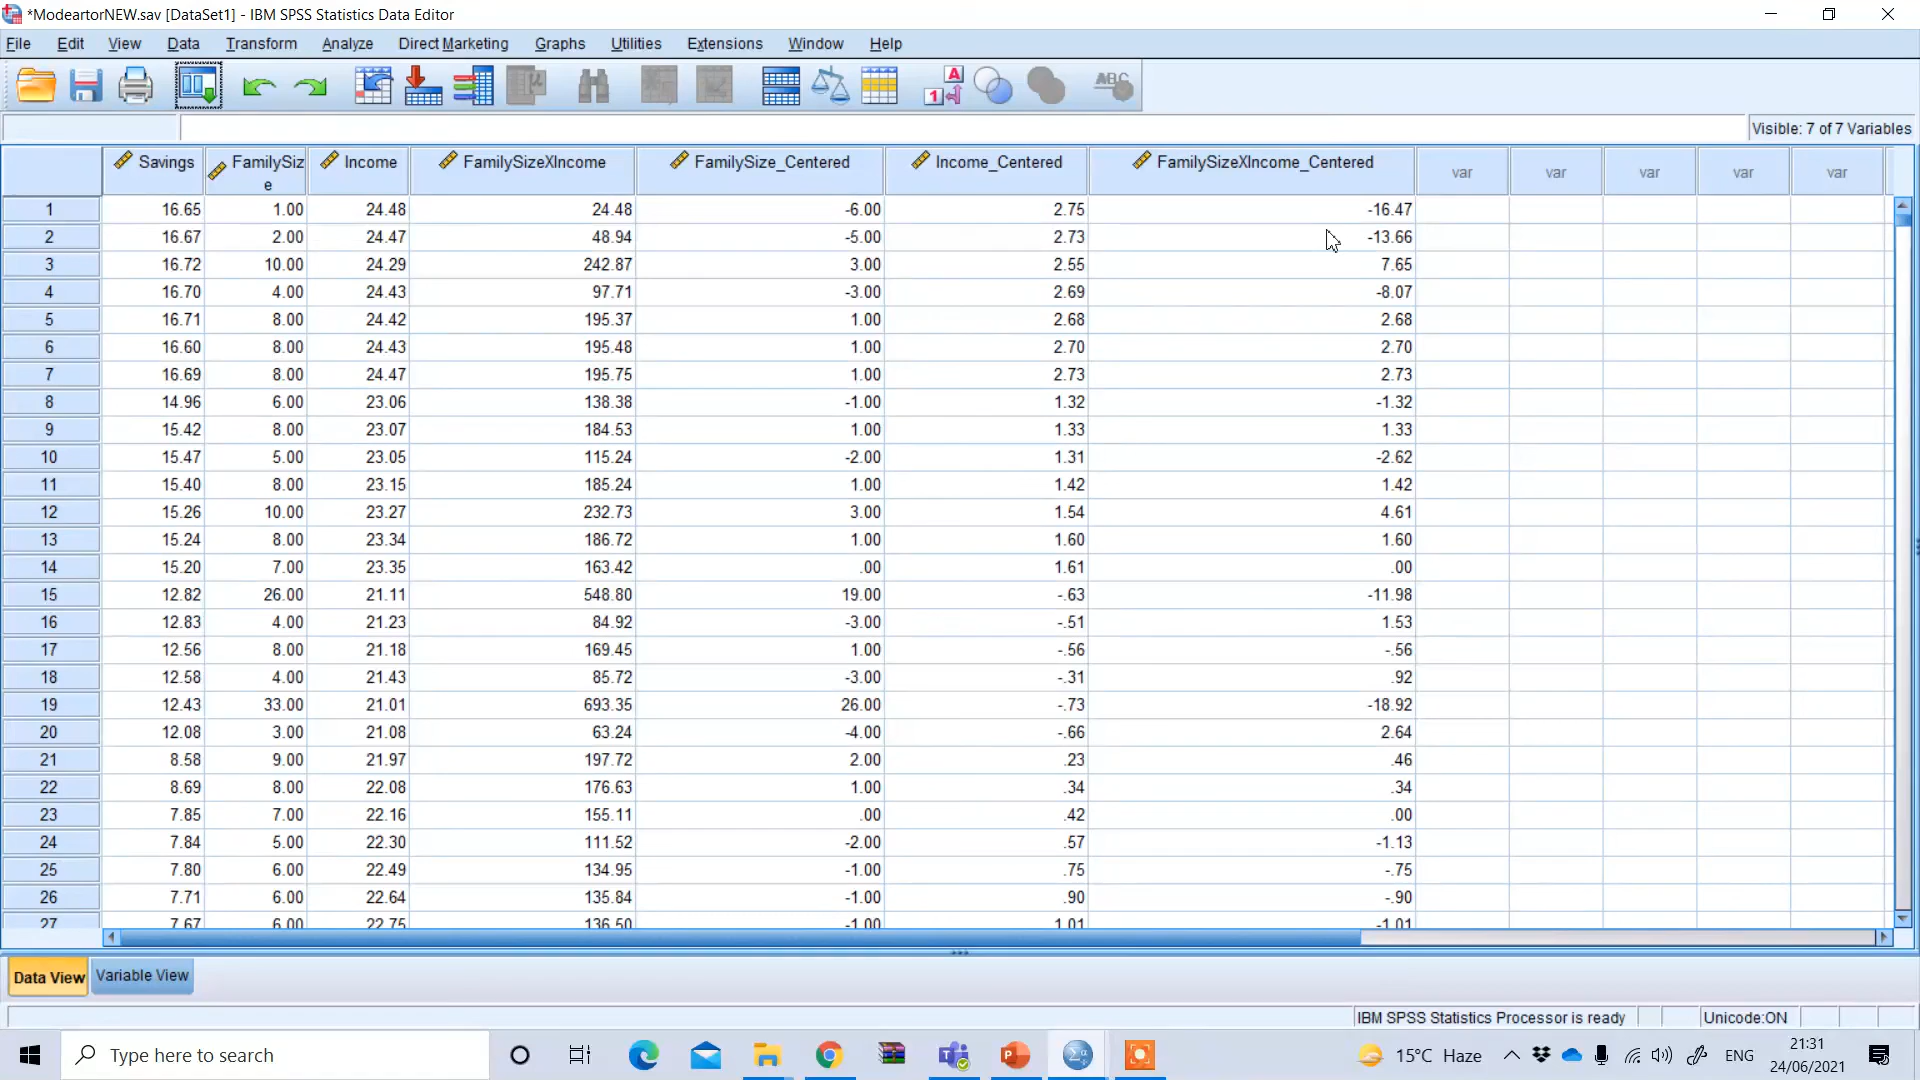 *ModeartorNEW.sav [DataSet1] - IBM SPSS Statistics Data Editor
File Edit View Data Transform Analyze Direct Marketing Graphs Utilities Extensions Window Help
A
1
ABC
Visible: 7 of 7 Variables
Savings FamilySize Income FamilySizeXIncome FamilySize_Centered Income_Centered FamilySizeXIncome_Centered var var var var var
1 16.65 1.00 24.48 24.48 -6.00 2.75 -16.47
2 16.67 2.00 24.47 48.94 -5.00 2.73 -13.66
3 16.72 10.00 24.29 242.87 3.00 2.55 7.65
4 16.70 4.00 24.43 97.71 -3.00 2.69 -8.07
5 16.71 8.00 24.42 195.37 1.00 2.68 2.68
6 16.60 8.00 24.43 195.48 1.00 2.70 2.70
7 16.69 8.00 24.47 195.75 1.00 2.73 2.73
8 14.96 6.00 23.06 138.38 -1.00 1.32 -1.32
9 15.42 8.00 23.07 184.53 1.00 1.33 1.33
10 15.47 5.00 23.05 115.24 -2.00 1.31 -2.62
11 15.40 8.00 23.15 185.24 1.00 1.42 1.42
12 15.26 10.00 23.27 232.73 3.00 1.54 4.61
13 15.24 8.00 23.34 186.72 1.00 1.60 1.60
14 15.20 7.00 23.35 163.42 .00 1.61 .00
15 12.82 26.00 21.11 548.80 19.00 -.63 -11.98
16 12.83 4.00 21.23 84.92 -3.00 -.51 1.53
17 12.56 8.00 21.18 169.45 1.00 -.56 -.56
18 12.58 4.00 21.43 85.72 -3.00 -.31 .92
19 12.43 33.00 21.01 693.35 26.00 -.73 -18.92
20 12.08 3.00 21.08 63.24 -4.00 -.66 2.64
21 8.58 9.00 21.97 197.72 2.00 .23 .46
22 8.69 8.00 22.08 176.63 1.00 .34 .34
23 7.85 7.00 22.16 155.11 .00 .42 .00
24 7.84 5.00 22.30 111.52 -2.00 .57 -1.13
25 7.80 6.00 22.49 134.95 -1.00 .75 -.75
26 7.71 6.00 22.64 135.84 -1.00 .90 -.90
27 7.67 6.00 22.75 136.50 -1.00 1.01 -1.01
Data View Variable View
IBM SPSS Statistics Processor is ready Unicode:ON
Type here to search
15°C Haze ENG
21:31
24/06/2021